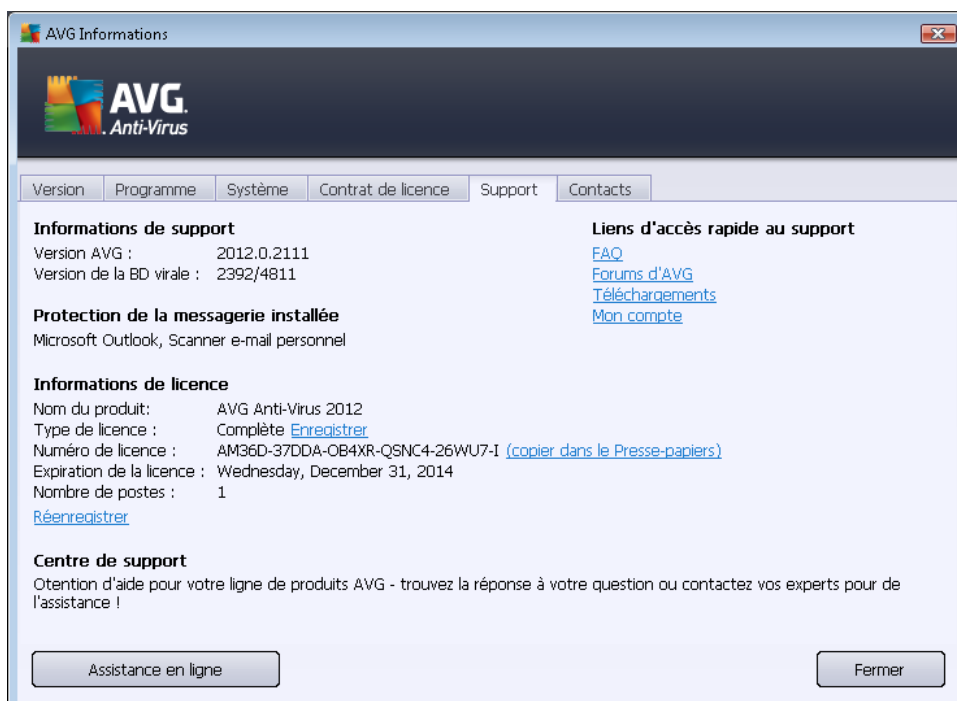 AVG Informations
AVG.
Anti-Virus
Version Programme Système Contrat de licence Support Contacts
Informations de support
Version AVG : 2012.0.2111
Version de la BD virale : 2392/4811
Protection de la messagerie installée
Microsoft Outlook, Scanner e-mail personnel
Informations de licence
Nom du produit: AVG Anti-Virus 2012
Type de licence : Complète Enregistrer
Numéro de licence : AM36D-37DDA-OB4XR-QSNC4-26WU7-I (copier dans le Presse-papiers)
Expiration de la licence : Wednesday, December 31, 2014
Nombre de postes : 1
Réenregistrer
Liens d'accès rapide au support
FAQ
Forums d'AVG
Téléchargements
Mon compte
Centre de support
Otention d'aide pour votre ligne de produits AVG - trouvez la réponse à votre question ou contactez vos experts pour de
l'assistance !
Assistance en ligne Fermer